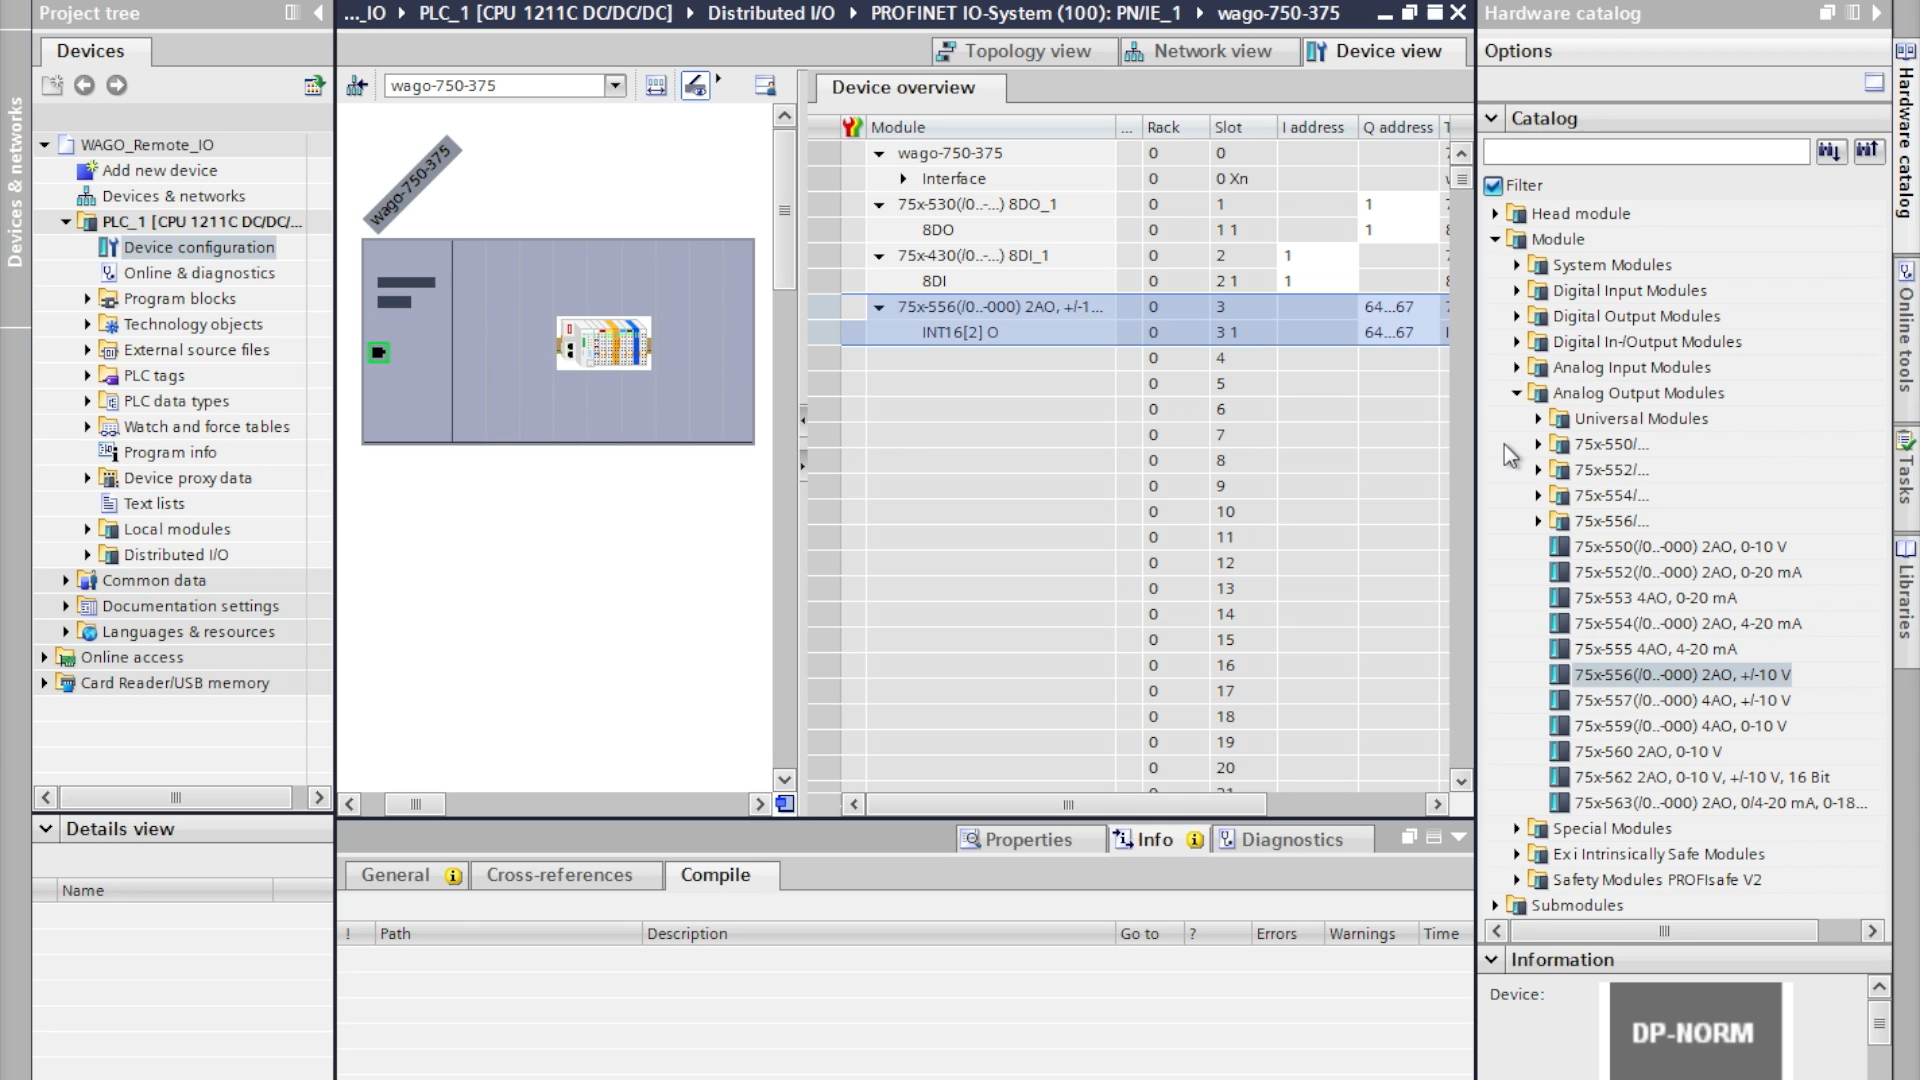 Project tree
...\_IO ▸ PLC_1 [CPU 1211C DC/DC/DC] ▸ Distributed I/O ▸ PROFINET IO-System (100): PN/IE_1 ▸ wago-750-375
Hardware catalog
Devices
Topology view
Network view
Device view
Options
wago-750-375
Device overview
Devices & networks
WAGO_Remote_IO
Add new device
Devices & networks
PLC_1 [CPU 1211C DC/DC/...
Device configuration
Online & diagnostics
Program blocks
Technology objects
External source files
PLC tags
PLC data types
Watch and force tables
Program info
Device proxy data
Text lists
Local modules
Distributed I/O
Common data
Documentation settings
Languages & resources
Online access
Card Reader/USB memory
Details view
Name
wago-750-375
Module ... Rack Slot I address Q address
wago-750-375 0 0
Interface 0 0 Xn
75x-530(/0..-...) 8DO_1 0 1 1
8DO 0 1 1 1
75x-430(/0..-...) 8DI_1 0 2 1
8DI 0 2 1 1
75x-556(/0..-000) 2AO, +/-1... 0 3 64...67
INT16[2] O 0 3 1 64...67
0 4
0 5
0 6
0 7
0 8
0 9
0 10
0 11
0 12
0 13
0 14
0 15
0 16
0 17
0 18
0 19
0 20
Properties
Info
Diagnostics
General
Cross-references
Compile
! Path Description Go to ? Errors Warnings Time
Catalog
Filter
Head module
Module
System Modules
Digital Input Modules
Digital Output Modules
Digital In-/Output Modules
Analog Input Modules
Analog Output Modules
Universal Modules
75x-550/...
75x-552/...
75x-554/...
75x-556/...
75x-550(/0..-000) 2AO, 0-10 V
75x-552(/0..-000) 2AO, 0-20 mA
75x-553 4AO, 0-20 mA
75x-554(/0..-000) 2AO, 4-20 mA
75x-555 4AO, 4-20 mA
75x-556(/0..-000) 2AO, +/-10 V
75x-557(/0..-000) 4AO, +/-10 V
75x-559(/0..-000) 4AO, 0-10 V
75x-560 2AO, 0-10 V
75x-562 2AO, 0-10 V, +/-10 V, 16 Bit
75x-563(/0..-000) 2AO, 0/4-20 mA, 0-18...
Special Modules
Ex i Intrinsically Safe Modules
Safety Modules PROFIsafe V2
Submodules
Information
Device:
DP-NORM
Hardware catalog
Online tools
Tasks
Libraries